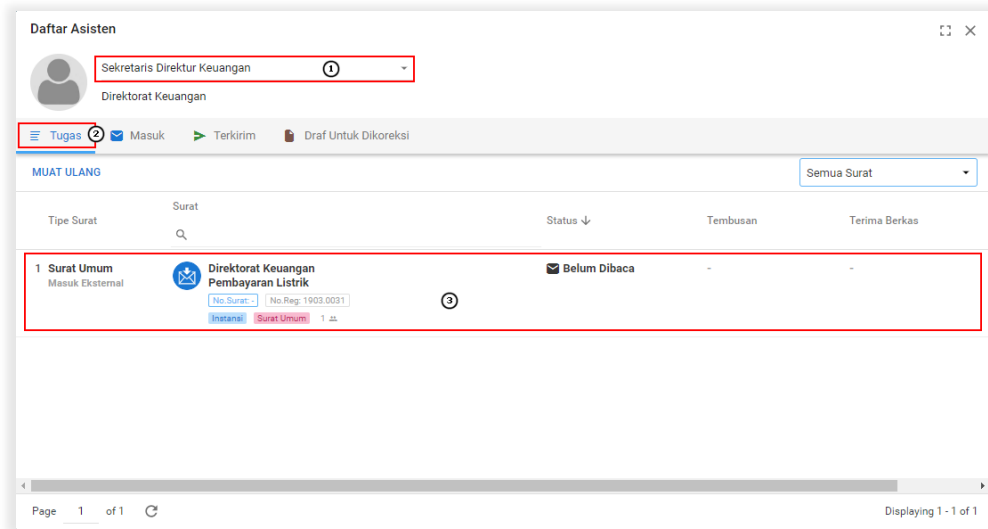 Daftar Asisten
Sekretaris Direktur Keuangan 1
Direktorat Keuangan
Tugas 2 Masuk Terkirim Draf Untuk Dikoreksi
MUAT ULANG Semua Surat
Tipe Surat Surat Status Tembusan Terima Berkas
1 Surat Umum Direktorat Keuangan Belum Dibaca - -
Masuk Eksternal Pembayaran Listrik
No.Surat: - No.Reg: 1903.0031 3
Instansi Surat Umum 1
Page 1 of 1 Displaying 1 - 1 of 1